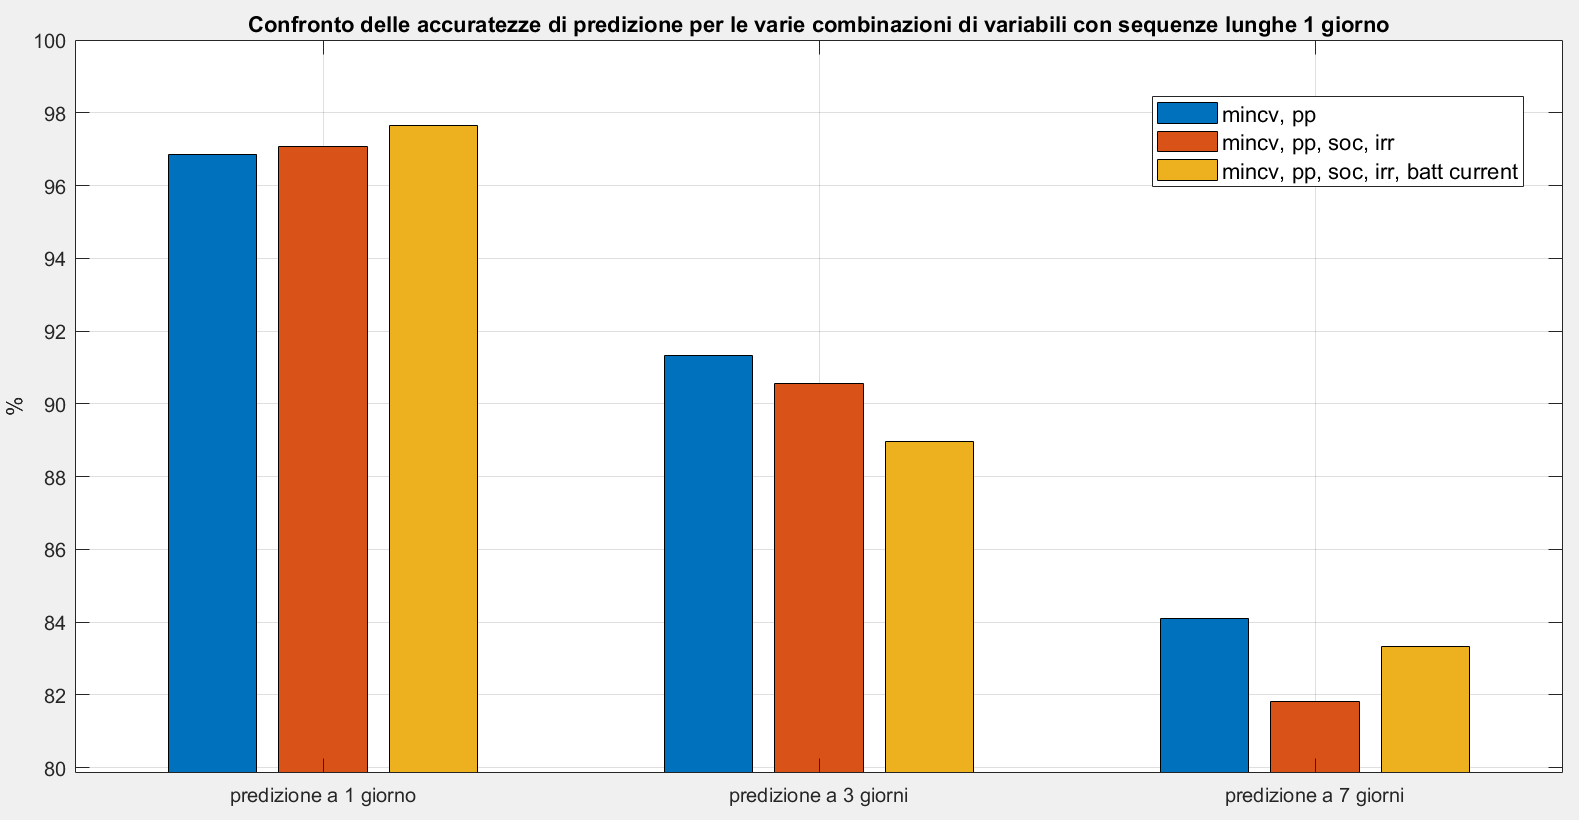 Confronto delle accuratezze di predizione per le varie combinazioni di variabili con sequenze lunghe 1 giorno
100
98
96
94
92
90
88
86
84
82
80
%
mincv, pp
mincv, pp, soc, irr
mincv, pp, soc, irr, batt current
predizione a 1 giorno
predizione a 3 giorni
predizione a 7 giorni